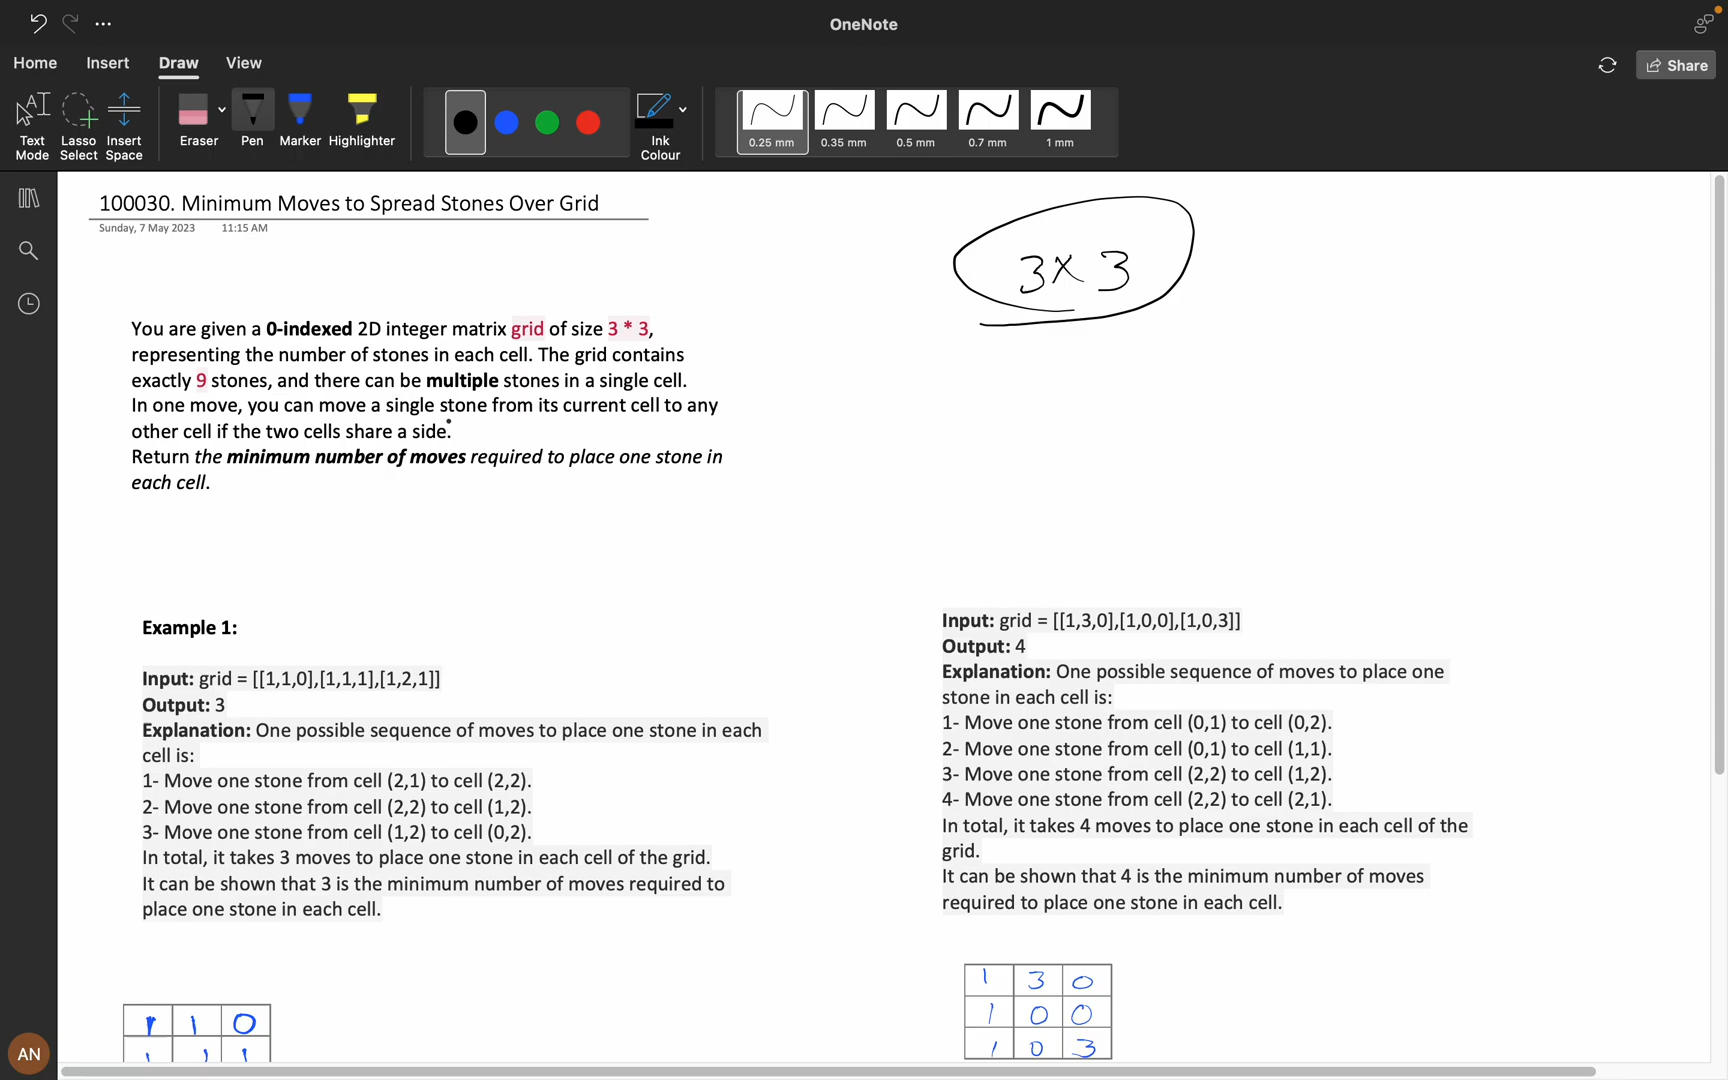 OneNote
Home Insert Draw View
Share
Text Mode
Lasso Select
Insert Space
Eraser
Pen
Marker
Highlighter
Ink Colour
0.25 mm
0.35 mm
0.5 mm
0.7 mm
1 mm
100030. Minimum Moves to Spread Stones Over Grid
Sunday, 7 May 2023 11:15 AM
3 x 3
You are given a 0-indexed 2D integer matrix grid of size 3 * 3,
representing the number of stones in each cell. The grid contains
exactly 9 stones, and there can be multiple stones in a single cell.
In one move, you can move a single stone from its current cell to any
other cell if the two cells share a side.
Return the minimum number of moves required to place one stone in
each cell.
Example 1:
Input: grid = [[1,1,0],[1,1,1],[1,2,1]]
Output: 3
Explanation: One possible sequence of moves to place one stone in each
cell is:
1- Move one stone from cell (2,1) to cell (2,2).
2- Move one stone from cell (2,2) to cell (1,2).
3- Move one stone from cell (1,2) to cell (0,2).
In total, it takes 3 moves to place one stone in each cell of the grid.
It can be shown that 3 is the minimum number of moves required to
place one stone in each cell.
1 1 0
1 1 1
Input: grid = [[1,3,0],[1,0,0],[1,0,3]]
Output: 4
Explanation: One possible sequence of moves to place one
stone in each cell is:
1- Move one stone from cell (0,1) to cell (0,2).
2- Move one stone from cell (0,1) to cell (1,1).
3- Move one stone from cell (2,2) to cell (1,2).
4- Move one stone from cell (2,2) to cell (2,1).
In total, it takes 4 moves to place one stone in each cell of the
grid.
It can be shown that 4 is the minimum number of moves
required to place one stone in each cell.
1 3 0
1 0 0
1 0 3
AN